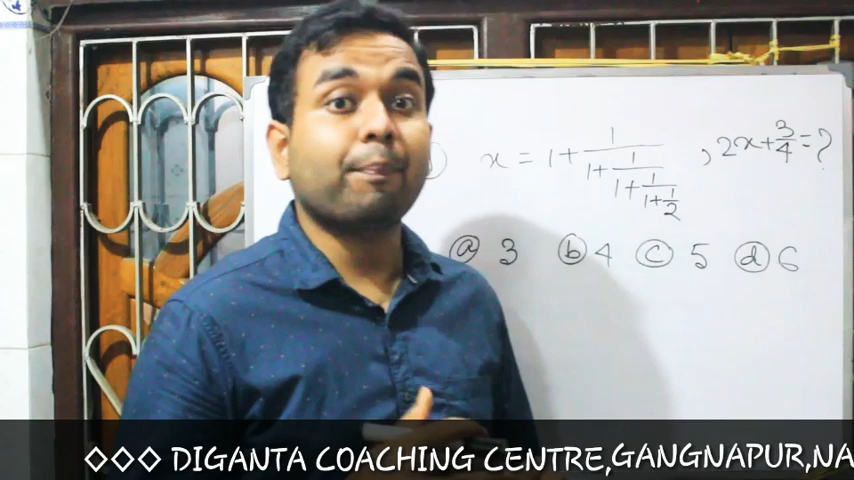 x = 1 + 1/(1 + 1/(1 + 1/(1 + 1/2))) , 2x + 3/4 = ?
ⓐ 3 ⓑ 4 ⓒ 5 ⓓ 6
◇◇◇ DIGANTA COACHING CENTRE,GANGNAPUR,NA